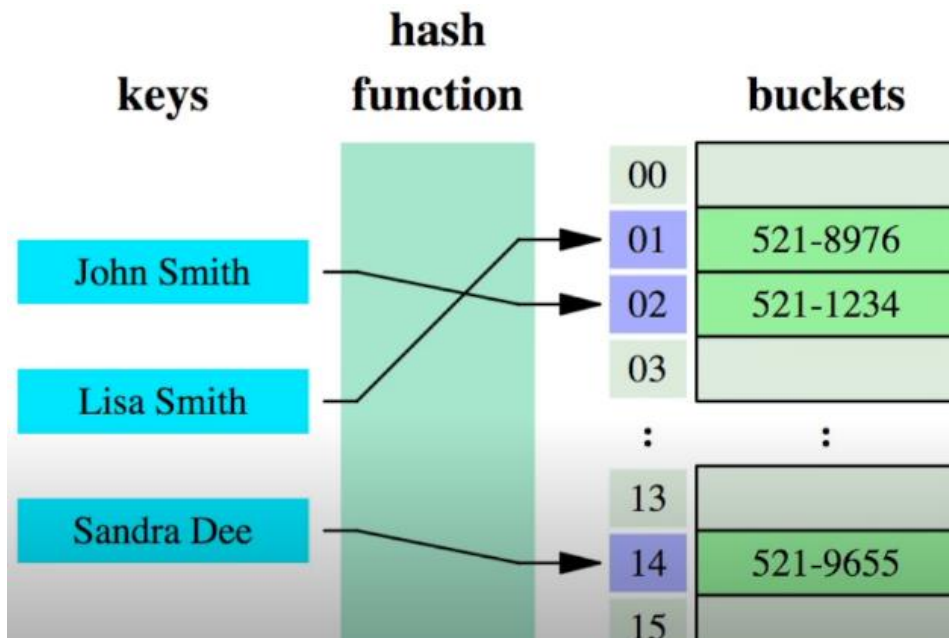 hash
keys function buckets
00
John Smith 01 521-8976
02 521-1234
Lisa Smith 03
: :
13
Sandra Dee 14 521-9655
15